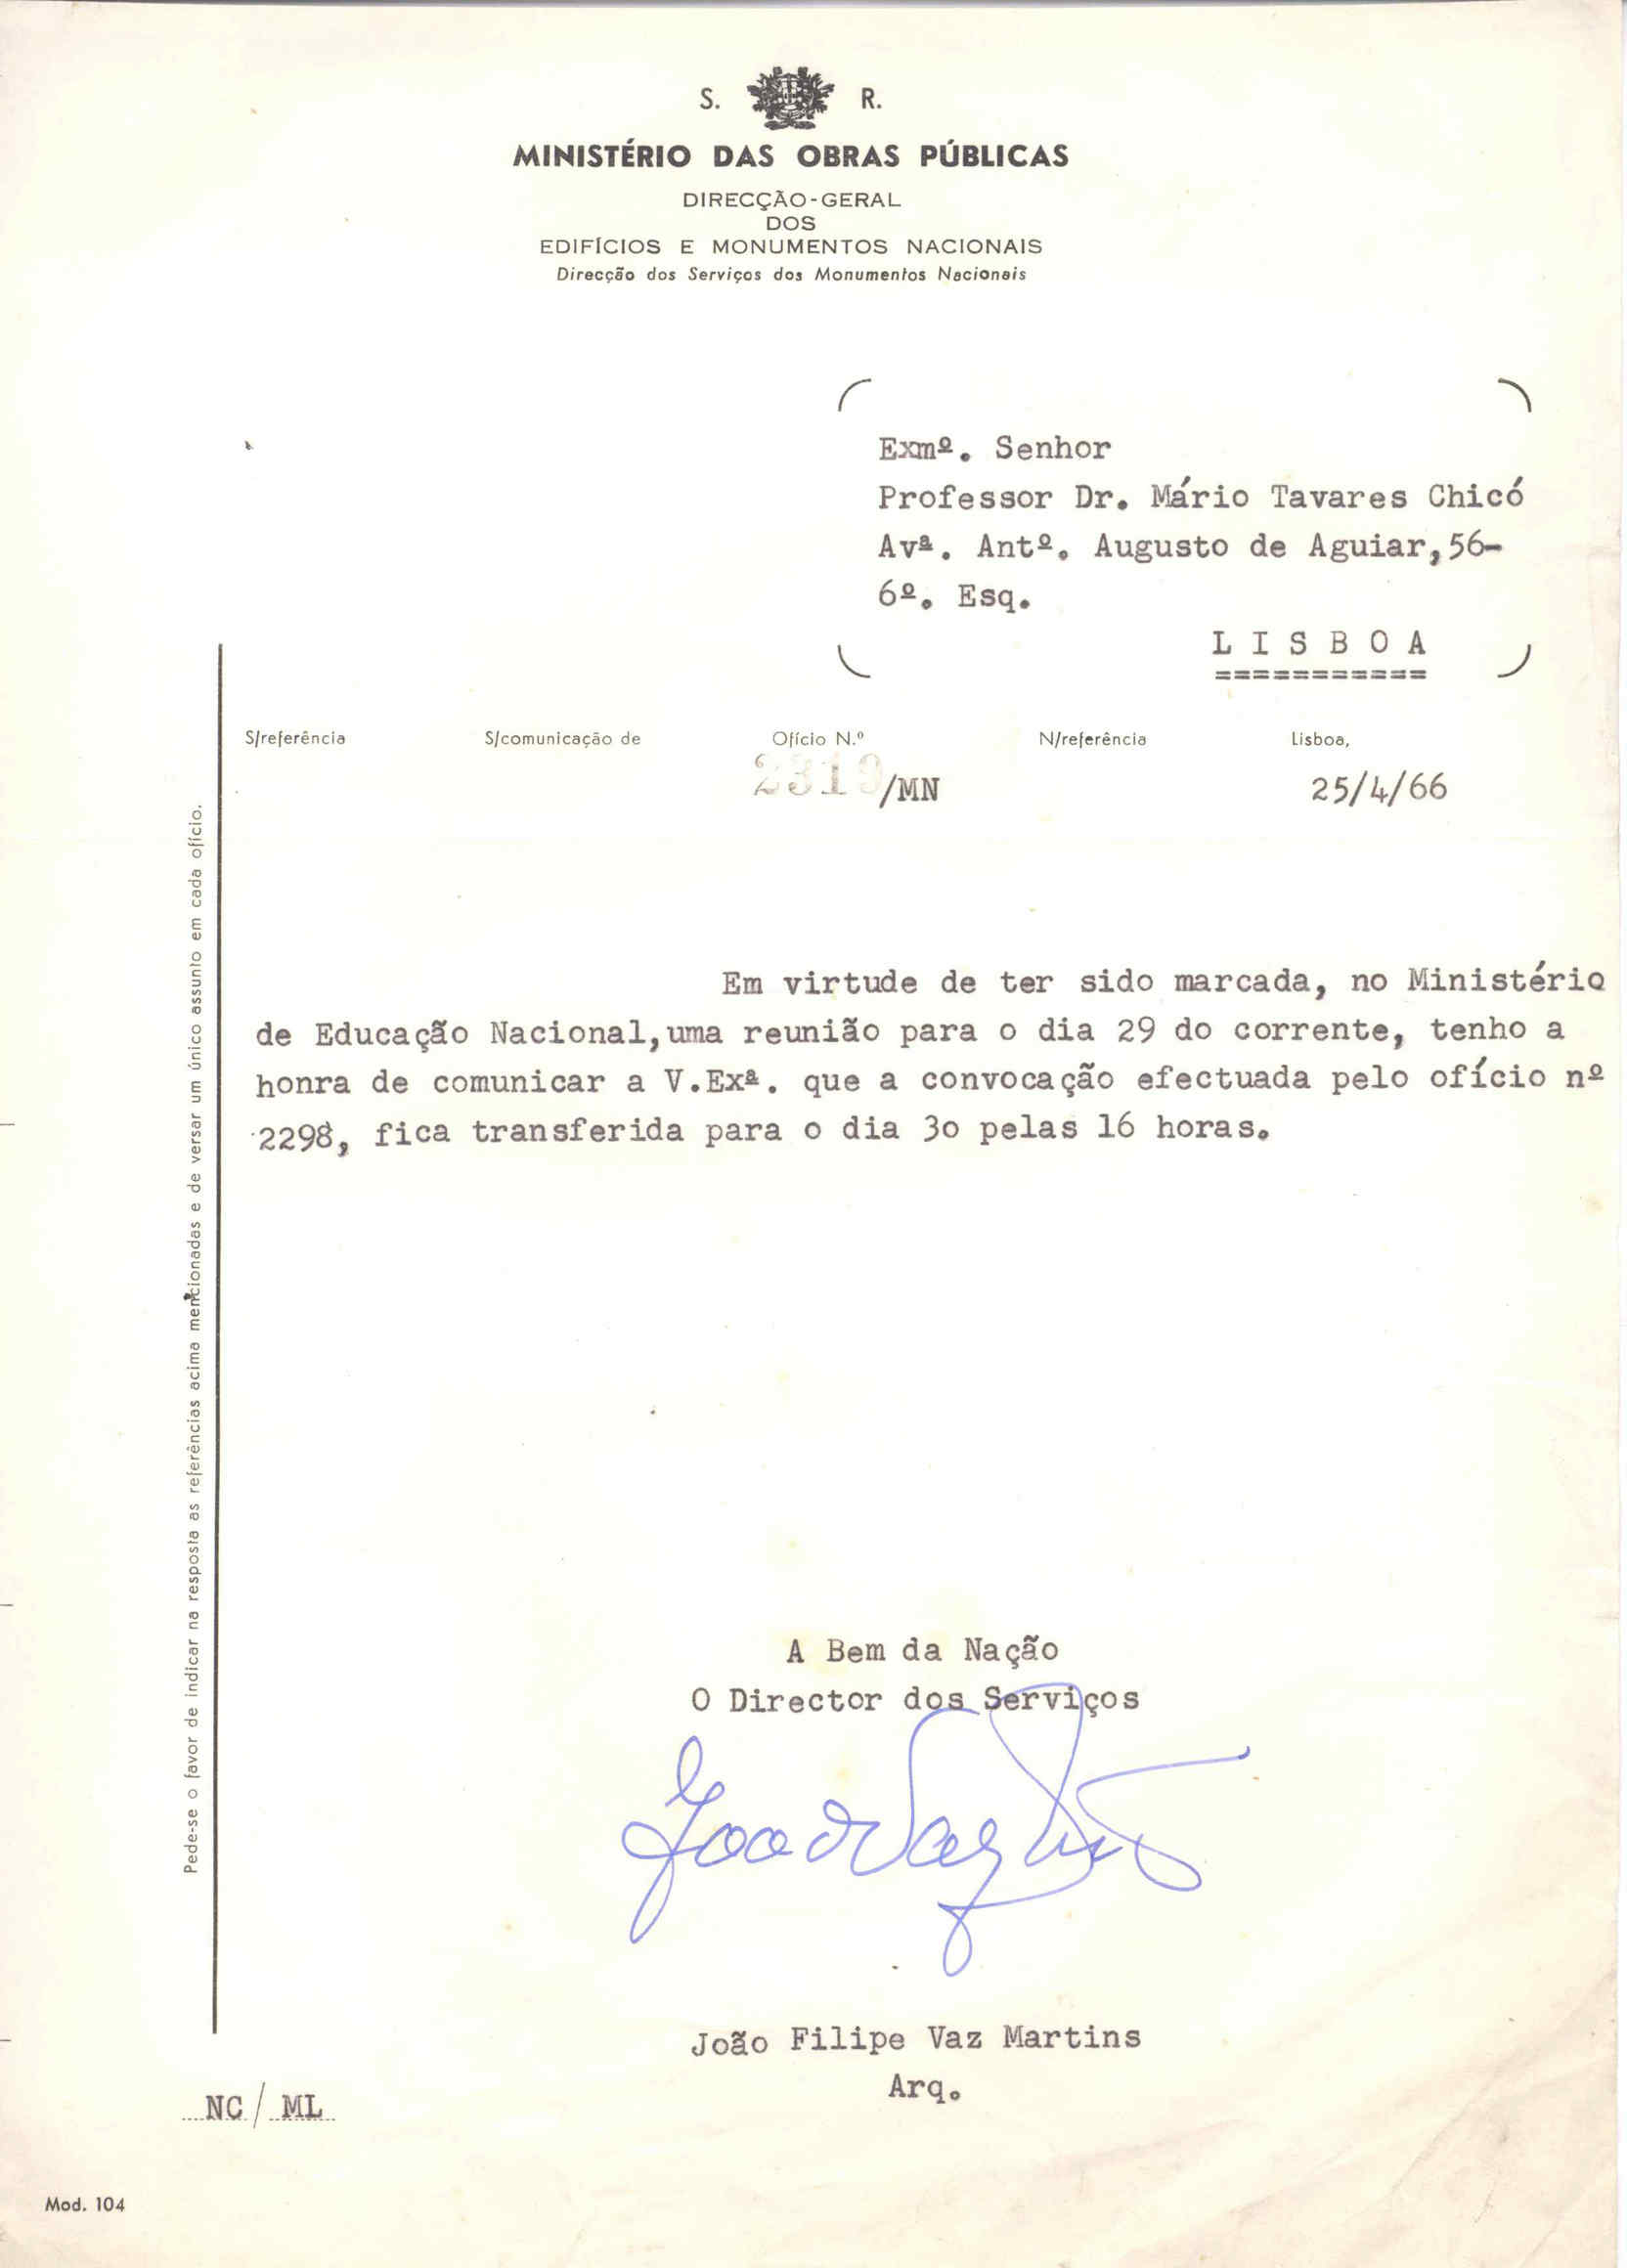 S. R.
MINISTÉRIO DAS OBRAS PÚBLICAS
DIRECÇÃO-GERAL
DOS
EDIFÍCIOS E MONUMENTOS NACIONAIS
Direcção dos Serviços dos Monumentos Nacionais
Exmº. Senhor
Professor Dr. Mário Tavares Chicó
Avª. Antº. Augusto de Aguiar,56-
6º. Esq.
L I S B O A
===========
S/referência S/comunicação de Ofício N.º N/referência Lisboa,
/MN 25/4/66
Em virtude de ter sido marcada, no Ministério
de Educação Nacional,uma reunião para o dia 29 do corrente, tenho a
honra de comunicar a V.Exª. que a convocação efectuada pelo ofício nº
2298, fica transferida para o dia 3o pelas 16 horas.
Pede-se o favor de indicar na resposta as referências acima mencionadas e de versar um único assunto em cada ofício.
A Bem da Nação
O Director dos Serviços
João Filipe Vaz Martins
Arq.
NC / ML
Mod. 104